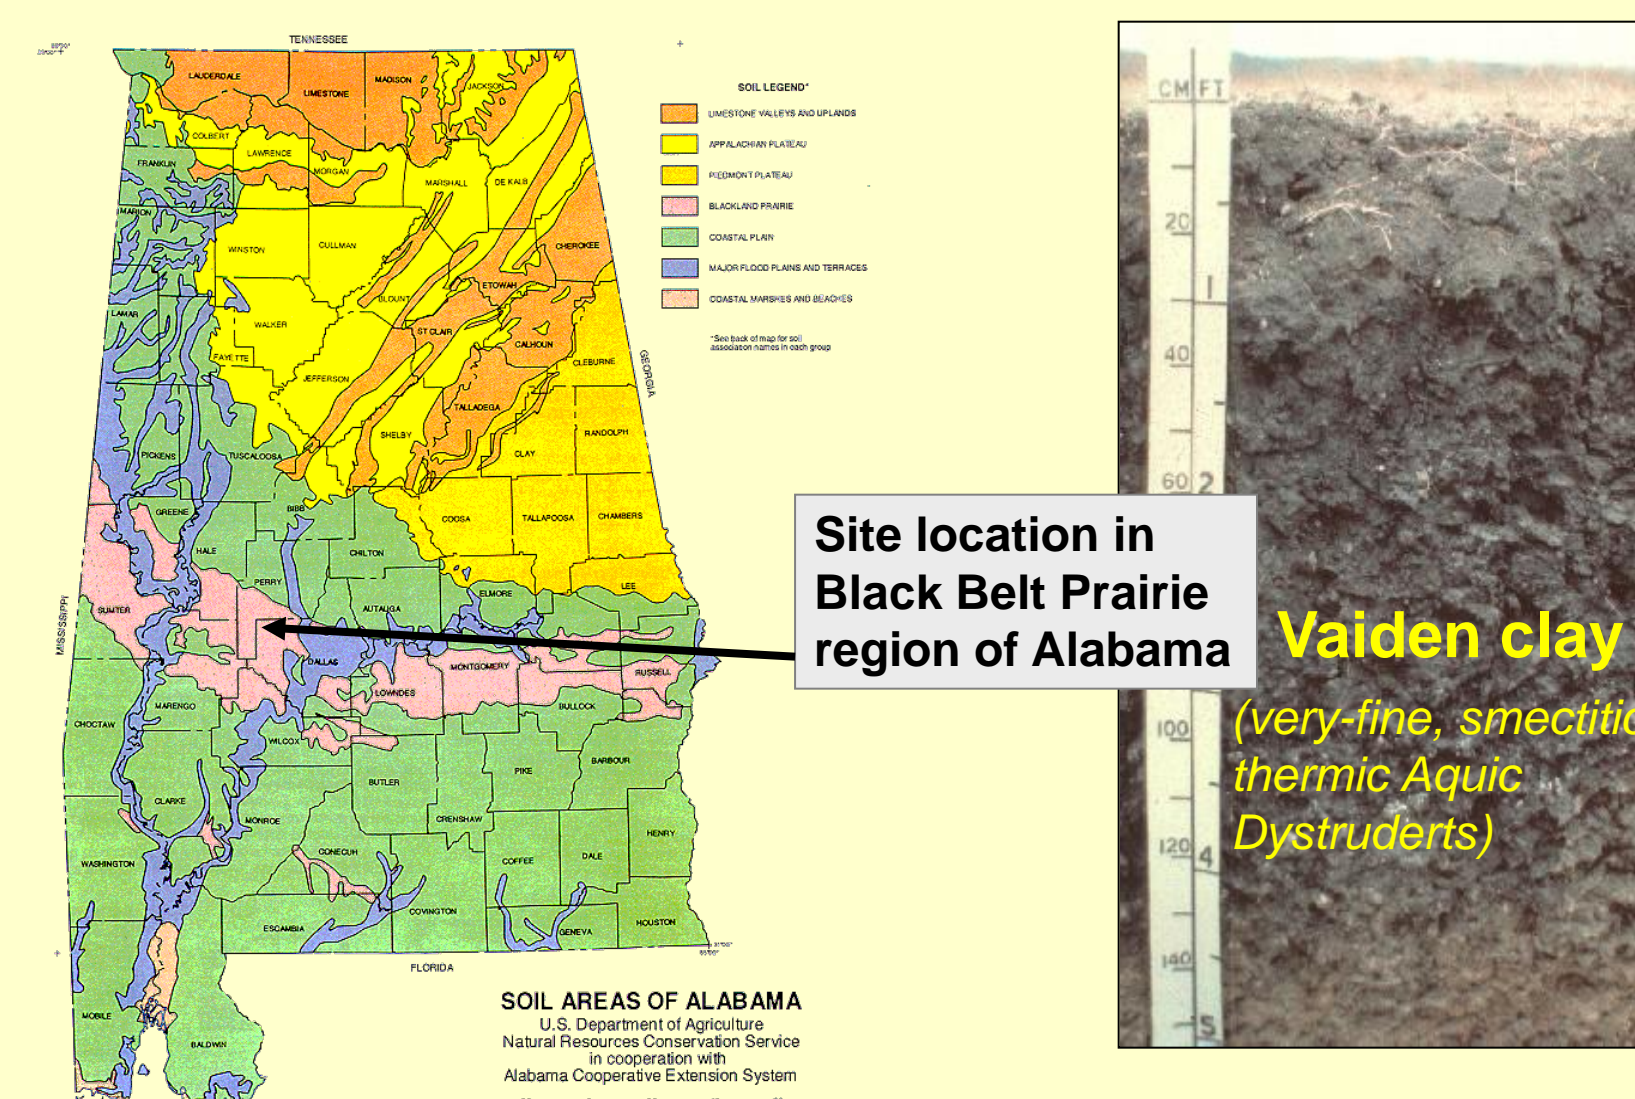 TENNESSEE
LAUDERDALE
LIMESTONE
MADISON
JACKSON
COLBERT
LAWRENCE
FRANKLIN
MORGAN
MARSHALL
DE KALB
MARION
WINSTON
CULLMAN
CHEROKEE
ETOWAH
BLOUNT
LAMAR
WALKER
ST CLAIR
CALHOUN
FAYETTE
CLEBURNE
JEFFERSON
TALLADEGA
SHELBY
RANDOLPH
CLAY
PICKENS
TUSCALOOSA
GREENE
BIBB
COOSA
TALLAPOOSA
CHAMBERS
HALE
CHILTON
PERRY
LEE
ELMORE
SUMTER
AUTAUGA
DALLAS
MONTGOMERY
RUSSELL
LOWNDES
MARENGO
BULLOCK
CHOCTAW
WILCOX
PIKE
BARBOUR
BUTLER
CLARKE
MONROE
CRENSHAW
HENRY
CONECUH
COFFEE
DALE
WASHINGTON
COVINGTON
HOUSTON
ESCAMBIA
GENEVA
MOBILE
BALDWIN
MISSISSIPPI
GEORGIA
FLORIDA
SOIL LEGEND*
LIMESTONE VALLEYS AND UPLANDS
APPALACHIAN PLATEAU
PIEDMONT PLATEAU
BLACKLAND PRAIRIE
COASTAL PLAIN
MAJOR FLOOD PLAINS AND TERRACES
COASTAL MARSHES AND BEACHES
*See back of map for soil
association names in each group
SOIL AREAS OF ALABAMA
U.S. Department of Agriculture
Natural Resources Conservation Service
in cooperation with
Alabama Cooperative Extension System
Site location in
Black Belt Prairie
region of Alabama
CM FT
20
1
40
60 2
100
120 4
140
5
Vaiden clay
(very-fine, smectitic
thermic Aquic
Dystruderts)